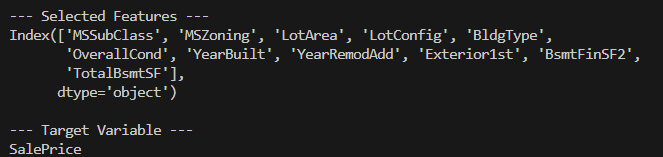 --- Selected Features ---
Index(['MSSubClass', 'MSZoning', 'LotArea', 'LotConfig', 'BldgType',
       'OverallCond', 'YearBuilt', 'YearRemodAdd', 'Exterior1st', 'BsmtFinSF2',
       'TotalBsmtSF'],
      dtype='object')

--- Target Variable ---
SalePrice